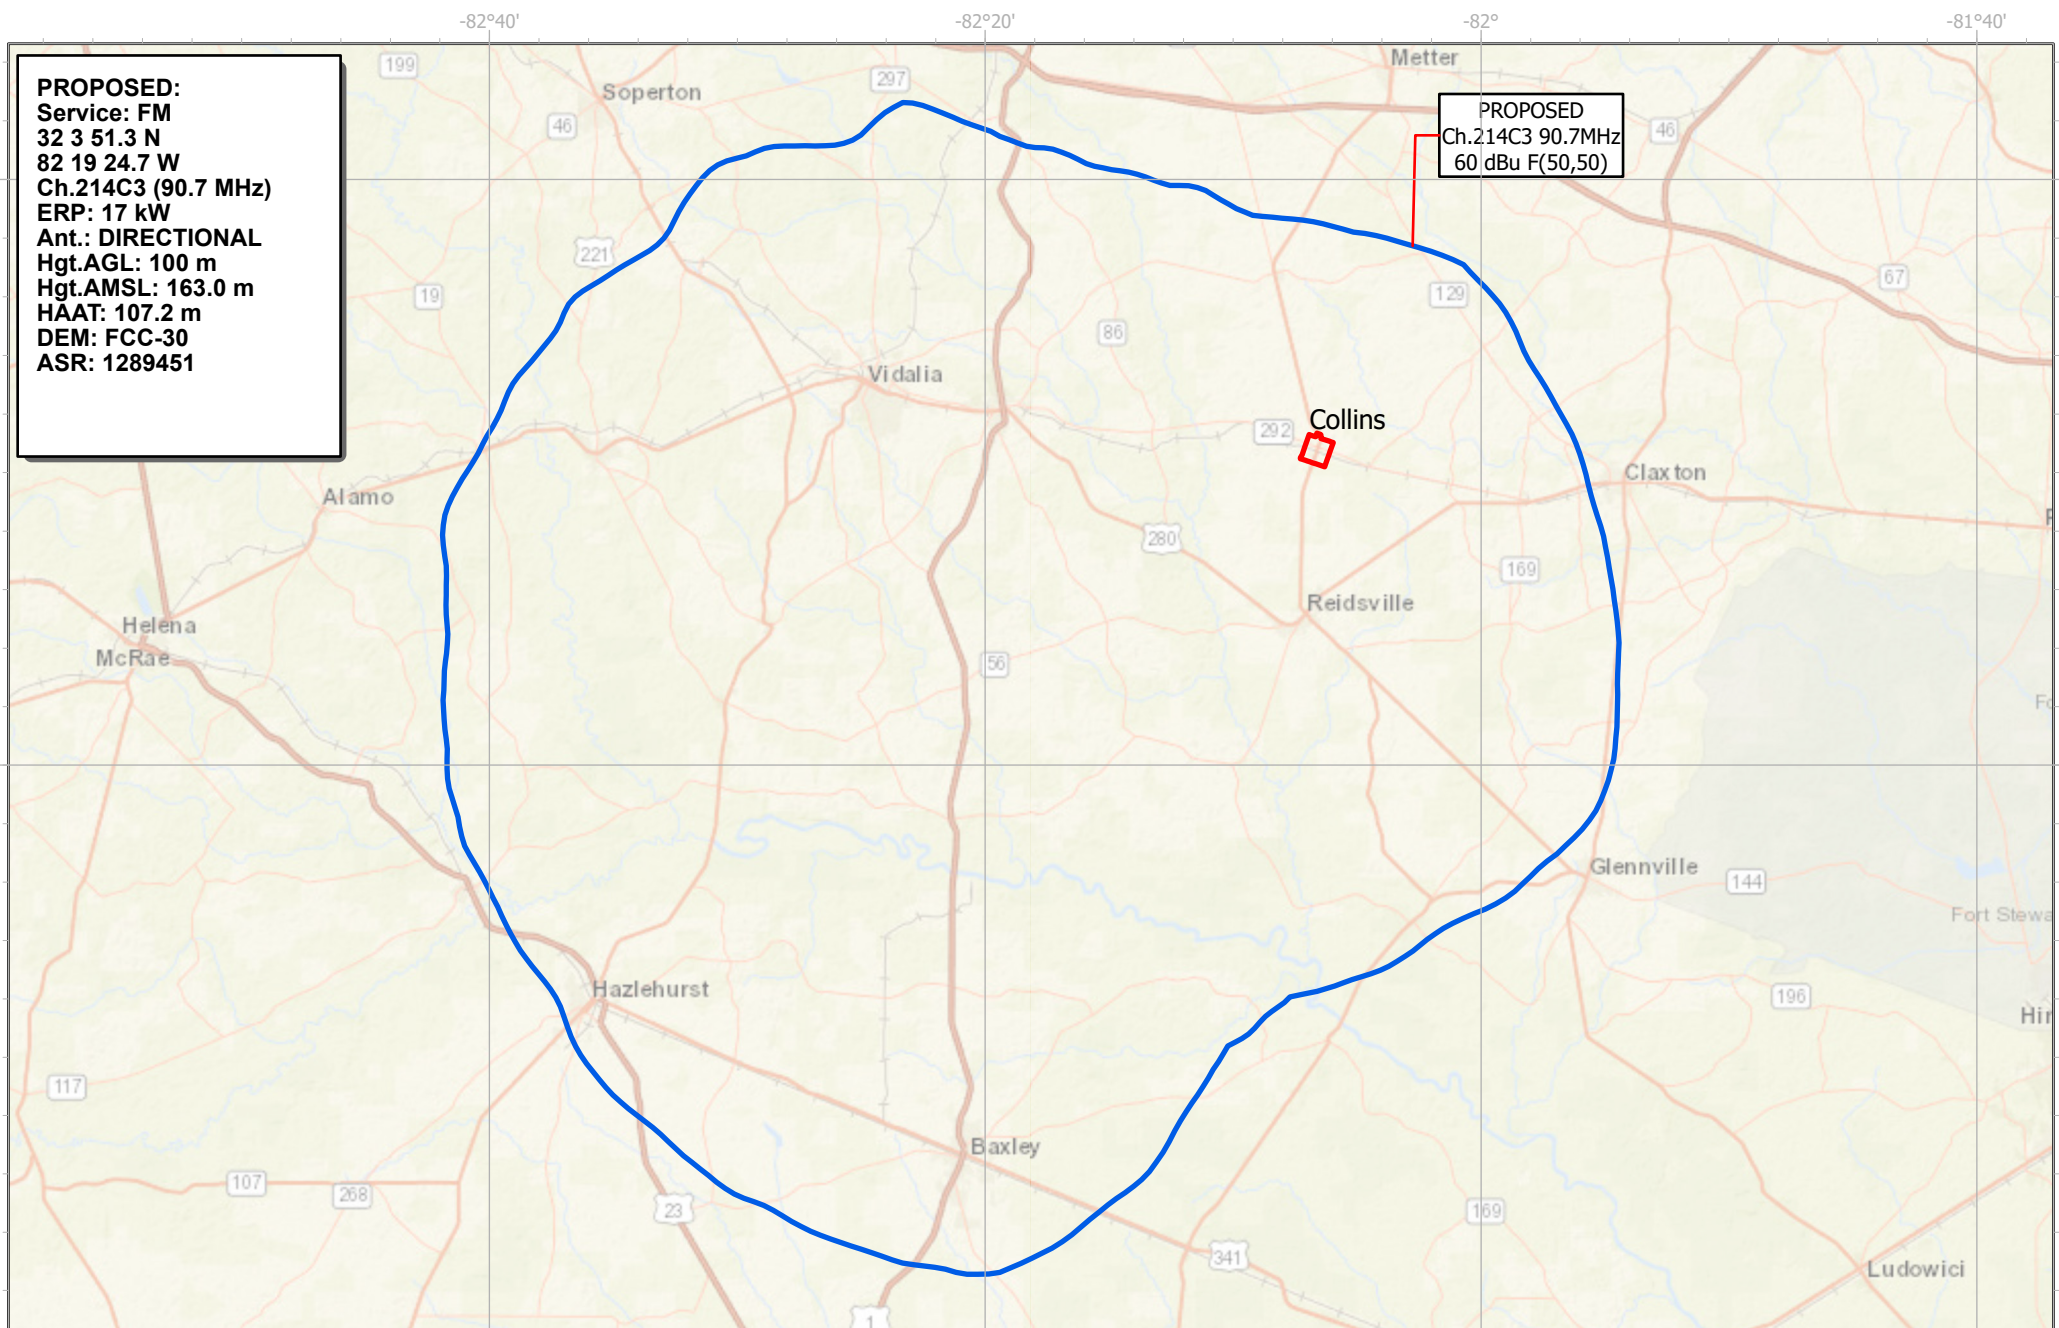 -82°40'
-82°20'
-82°
-81°40'
PROPOSED:
Service: FM
32 3 51.3 N
82 19 24.7 W
Ch.214C3 (90.7 MHz)
ERP: 17 kW
Ant.: DIRECTIONAL
Hgt.AGL: 100 m
Hgt.AMSL: 163.0 m
HAAT: 107.2 m
DEM: FCC-30
ASR: 1289451
PROPOSED
Ch.214C3 90.7MHz
60 dBu F(50,50)
Metter
199
297
Soperton
46
46
221
19
129
67
86
Vidalia
Collins
292
Claxton
Alamo
280
169
Reidsville
Helena
McRae
56
Fo
Glennville
144
Fort Stewa
Hazlehurst
196
Hin
117
Baxley
107
268
23
169
341
Ludowici
1